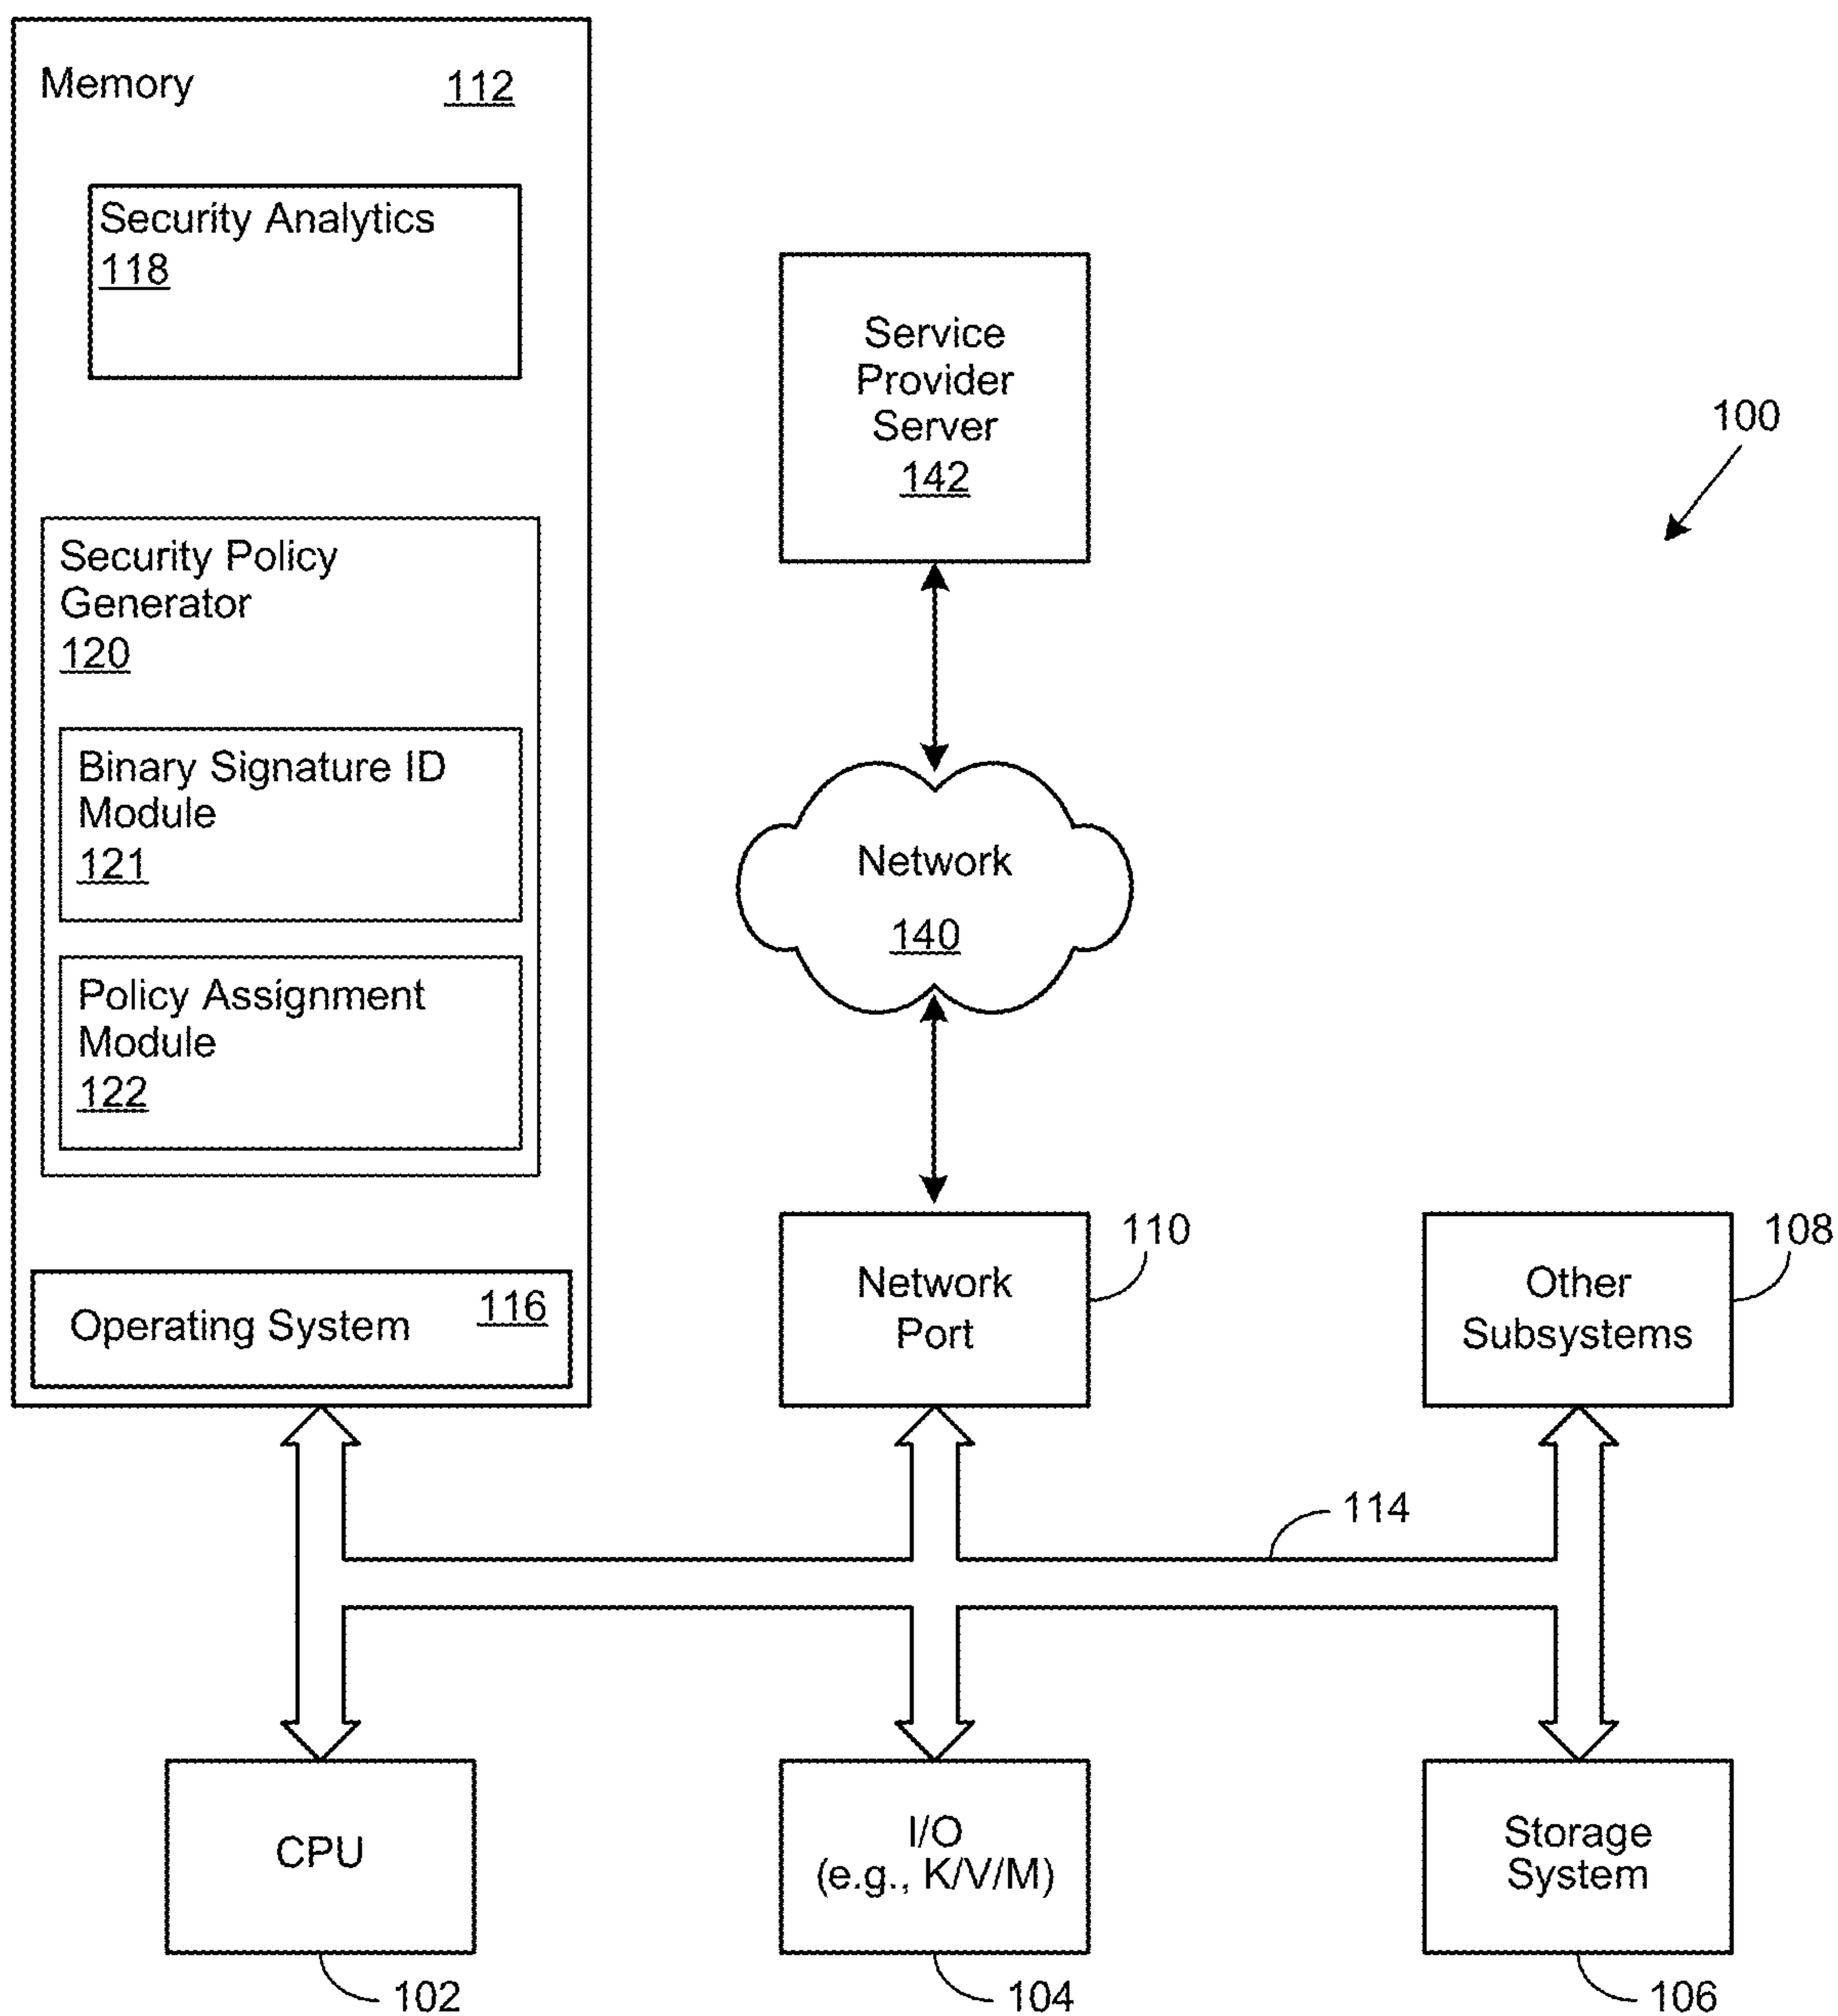 Memory 112
Security Analytics
118
Security Policy
Generator
120
Binary Signature ID
Module
121
Policy Assignment
Module
122
Operating System 116
Service
Provider
Server
142
100
Network
140
Network
Port
110
Other
Subsystems
108
114
CPU
102
I/O
(e.g., K/V/M)
104
Storage
System
106